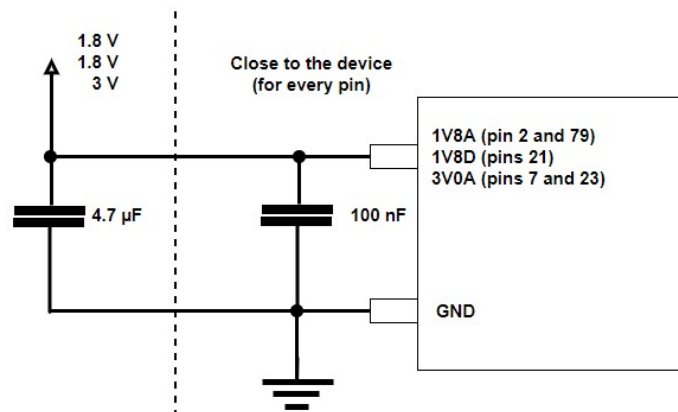 1.8 V
1.8 V
3 V
Close to the device
(for every pin)
1V8A (pin 2 and 79)
1V8D (pins 21)
3V0A (pins 7 and 23)
4.7 µF
100 nF
GND